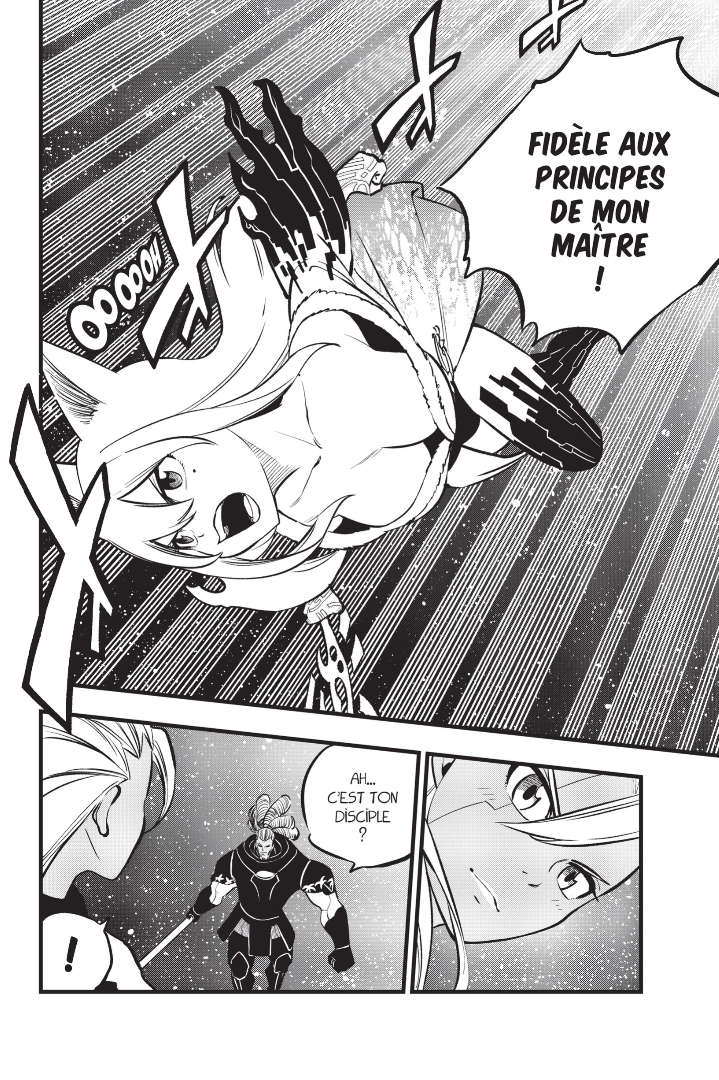 FIDÈLE AUX
PRINCIPES
DE MON
MAÎTRE
!
OOOOOH
AH...
C'EST TON
DISCIPLE
?
!